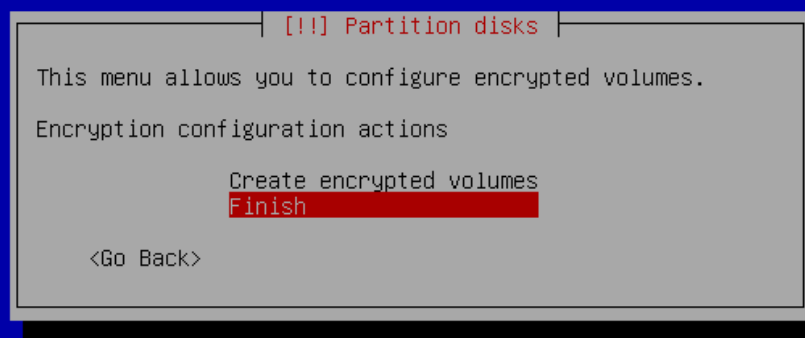 [!!] Partition disks
This menu allows you to configure encrypted volumes.
Encryption configuration actions
Create encrypted volumes
Finish
<Go Back>